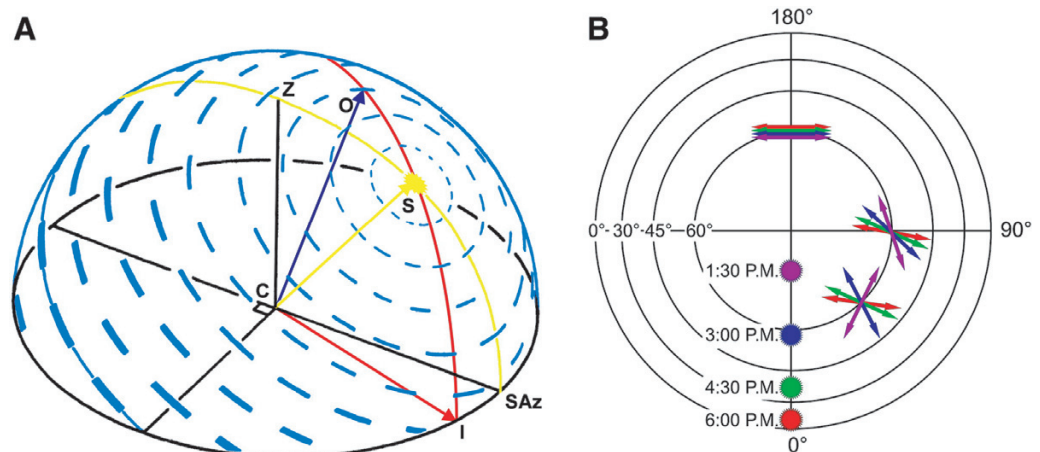 A
Z
O
S
C
SAz
I
B
180°
0°-30°-45°-60°
90°
1:30 P.M.
3:00 P.M.
4:30 P.M.
6:00 P.M.
0°